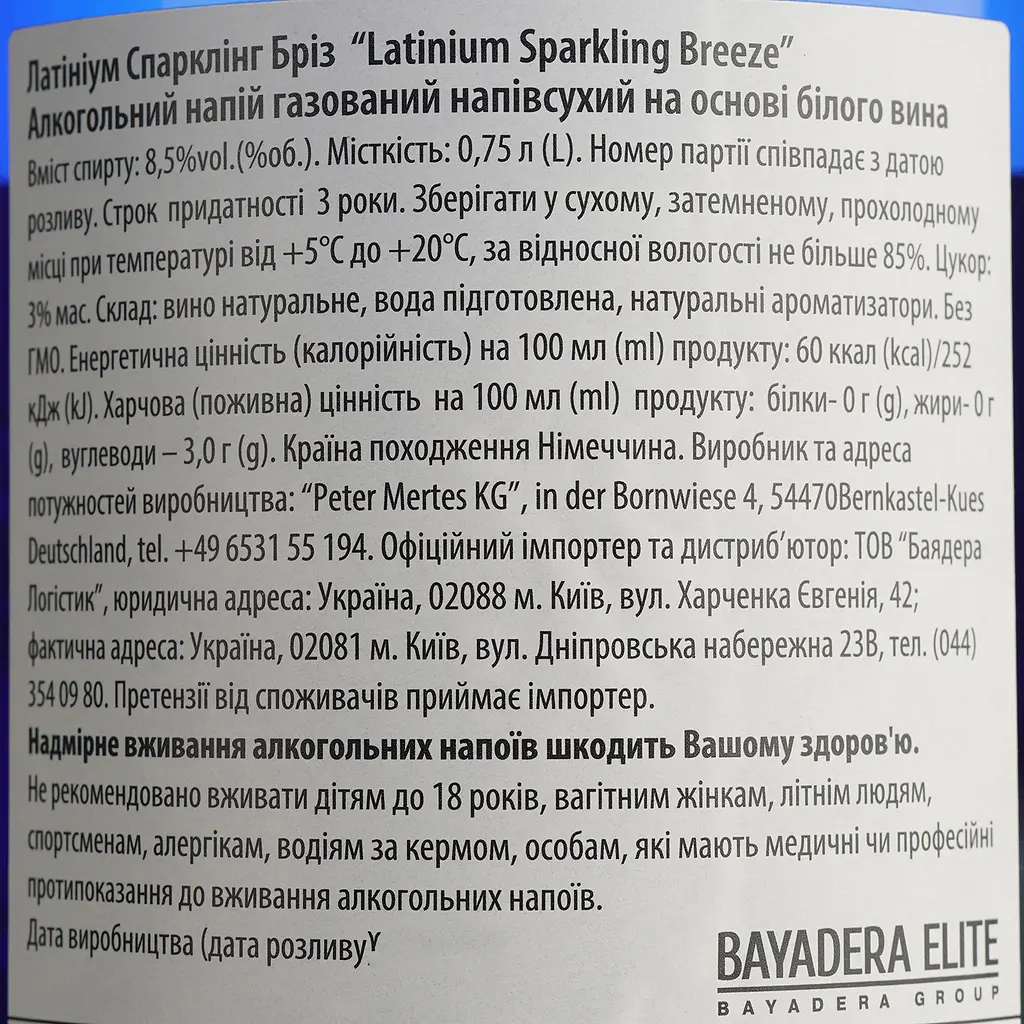 Латініум Спарклінг Бріз “Latinium Sparkling Breeze”
Алкогольний напій газований напівсухий на основі білого вина
Вміст спирту: 8,5%vol.(%об.). Місткість: 0,75 л (L). Номер партії співпадає з датою
розливу. Строк придатності 3 роки. Зберігати у сухому, затемненому, прохолодному
місці при температурі від +5°C до +20°C, за відносної вологості не більше 85%. Цукор:
3% мас. Склад: вино натуральне, вода підготовлена, натуральні ароматизатори. Без
ГМО. Енергетична цінність (калорійність) на 100 мл (ml) продукту: 60 ккал (kcal)/252
кДж (kJ). Харчова (поживна) цінність на 100 мл (ml) продукту: білки- 0 г (g), жири- 0 г
(g), вуглеводи – 3,0 г (g). Країна походження Німеччина. Виробник та адреса
потужностей виробництва: “Peter Mertes KG”, in der Bornwiese 4, 54470Bernkastel-Kues
Deutschland, tel. +49 6531 55 194. Офіційний імпортер та дистриб’ютор: ТОВ “Баядера
Логістик”, юридична адреса: Україна, 02088 м. Київ, вул. Харченка Євгенія, 42;
фактична адреса: Україна, 02081 м. Київ, вул. Дніпровська набережна 23В, тел. (044)
354 09 80. Претензії від споживачів приймає імпортер.
Надмірне вживання алкогольних напоїв шкодить Вашому здоров'ю.
Не рекомендовано вживати дітям до 18 років, вагітним жінкам, літнім людям,
спортсменам, алергікам, водіям за кермом, особам, які мають медичні чи професійні
протипоказання до вживання алкогольних напоїв.
Дата виробництва (дата розливу
BAYADERA ELITE
BAYADERA GROUP